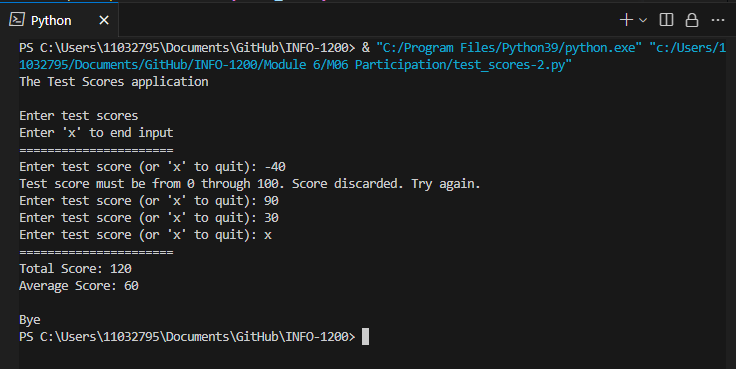 Python
PS C:\Users\11032795\Documents\GitHub\INFO-1200> & "C:/Program Files/Python39/python.exe" "c:/Users/1
1032795/Documents/GitHub/INFO-1200/Module 6/M06 Participation/test_scores-2.py"
The Test Scores application
Enter test scores
Enter 'x' to end input
======================
Enter test score (or 'x' to quit): -40
Test score must be from 0 through 100. Score discarded. Try again.
Enter test score (or 'x' to quit): 90
Enter test score (or 'x' to quit): 30
Enter test score (or 'x' to quit): x
======================
Total Score: 120
Average Score: 60
Bye
PS C:\Users\11032795\Documents\GitHub\INFO-1200>